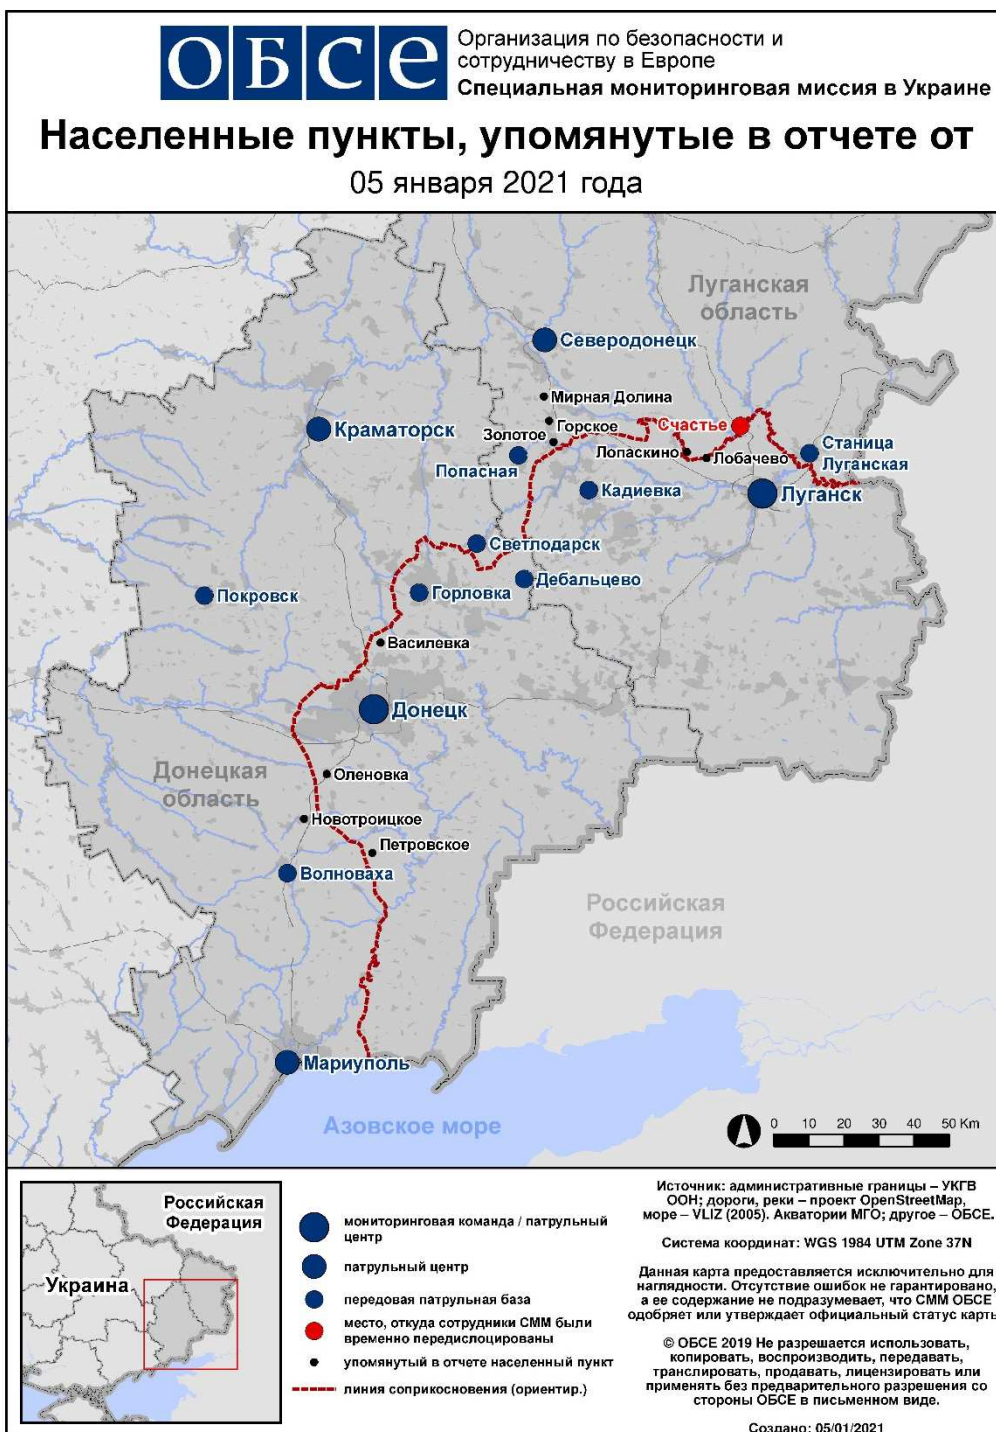 ОБСЕ
Организация по безопасности и
сотрудничеству в Европе
Специальная мониторинговая миссия в Украине
Населенные пункты, упомянутые в отчете от
05 января 2021 года
Луганская
область
Северодонецк
Мирная Долина
Горское
Золотое
Счастье
Краматорск
Попасная
Лопаскино
Лобачево
Станица
Луганская
Кадиевка
Луганск
Светлодарск
Дебальцево
Горловка
Покровск
Василевка
Донецк
Донецкая
область
Оленовка
Новотроицкое
Петровское
Волноваха
Российская
Федерация
Мариуполь
Азовское море
0 10 20 30 40 50 Km
Российская
Федерация
Украина
мониторинговая команда / патрульный
центр
патрульный центр
передовая патрульная база
место, откуда сотрудники СММ были
временно передислоцированы
упомянутый в отчете населенный пункт
линия соприкосновения (ориентир.)
Источник: административные границы – УКГВ
ООН; дороги, реки – проект OpenStreetMap,
море – VLIZ (2005). Акватории МГО; другое – ОБСЕ.
Система координат: WGS 1984 UTM Zone 37N
Данная карта предоставляется исключительно для
наглядности. Отсутствие ошибок не гарантировано,
а ее содержание не подразумевает, что СММ ОБСЕ
одобряет или утверждает официальный статус карты
© ОБСЕ 2019 Не разрешается использовать,
копировать, воспроизводить, передавать,
транслировать, продавать, лицензировать или
применять без предварительного разрешения со
стороны ОБСЕ в письменном виде.
Создано: 05/01/2021